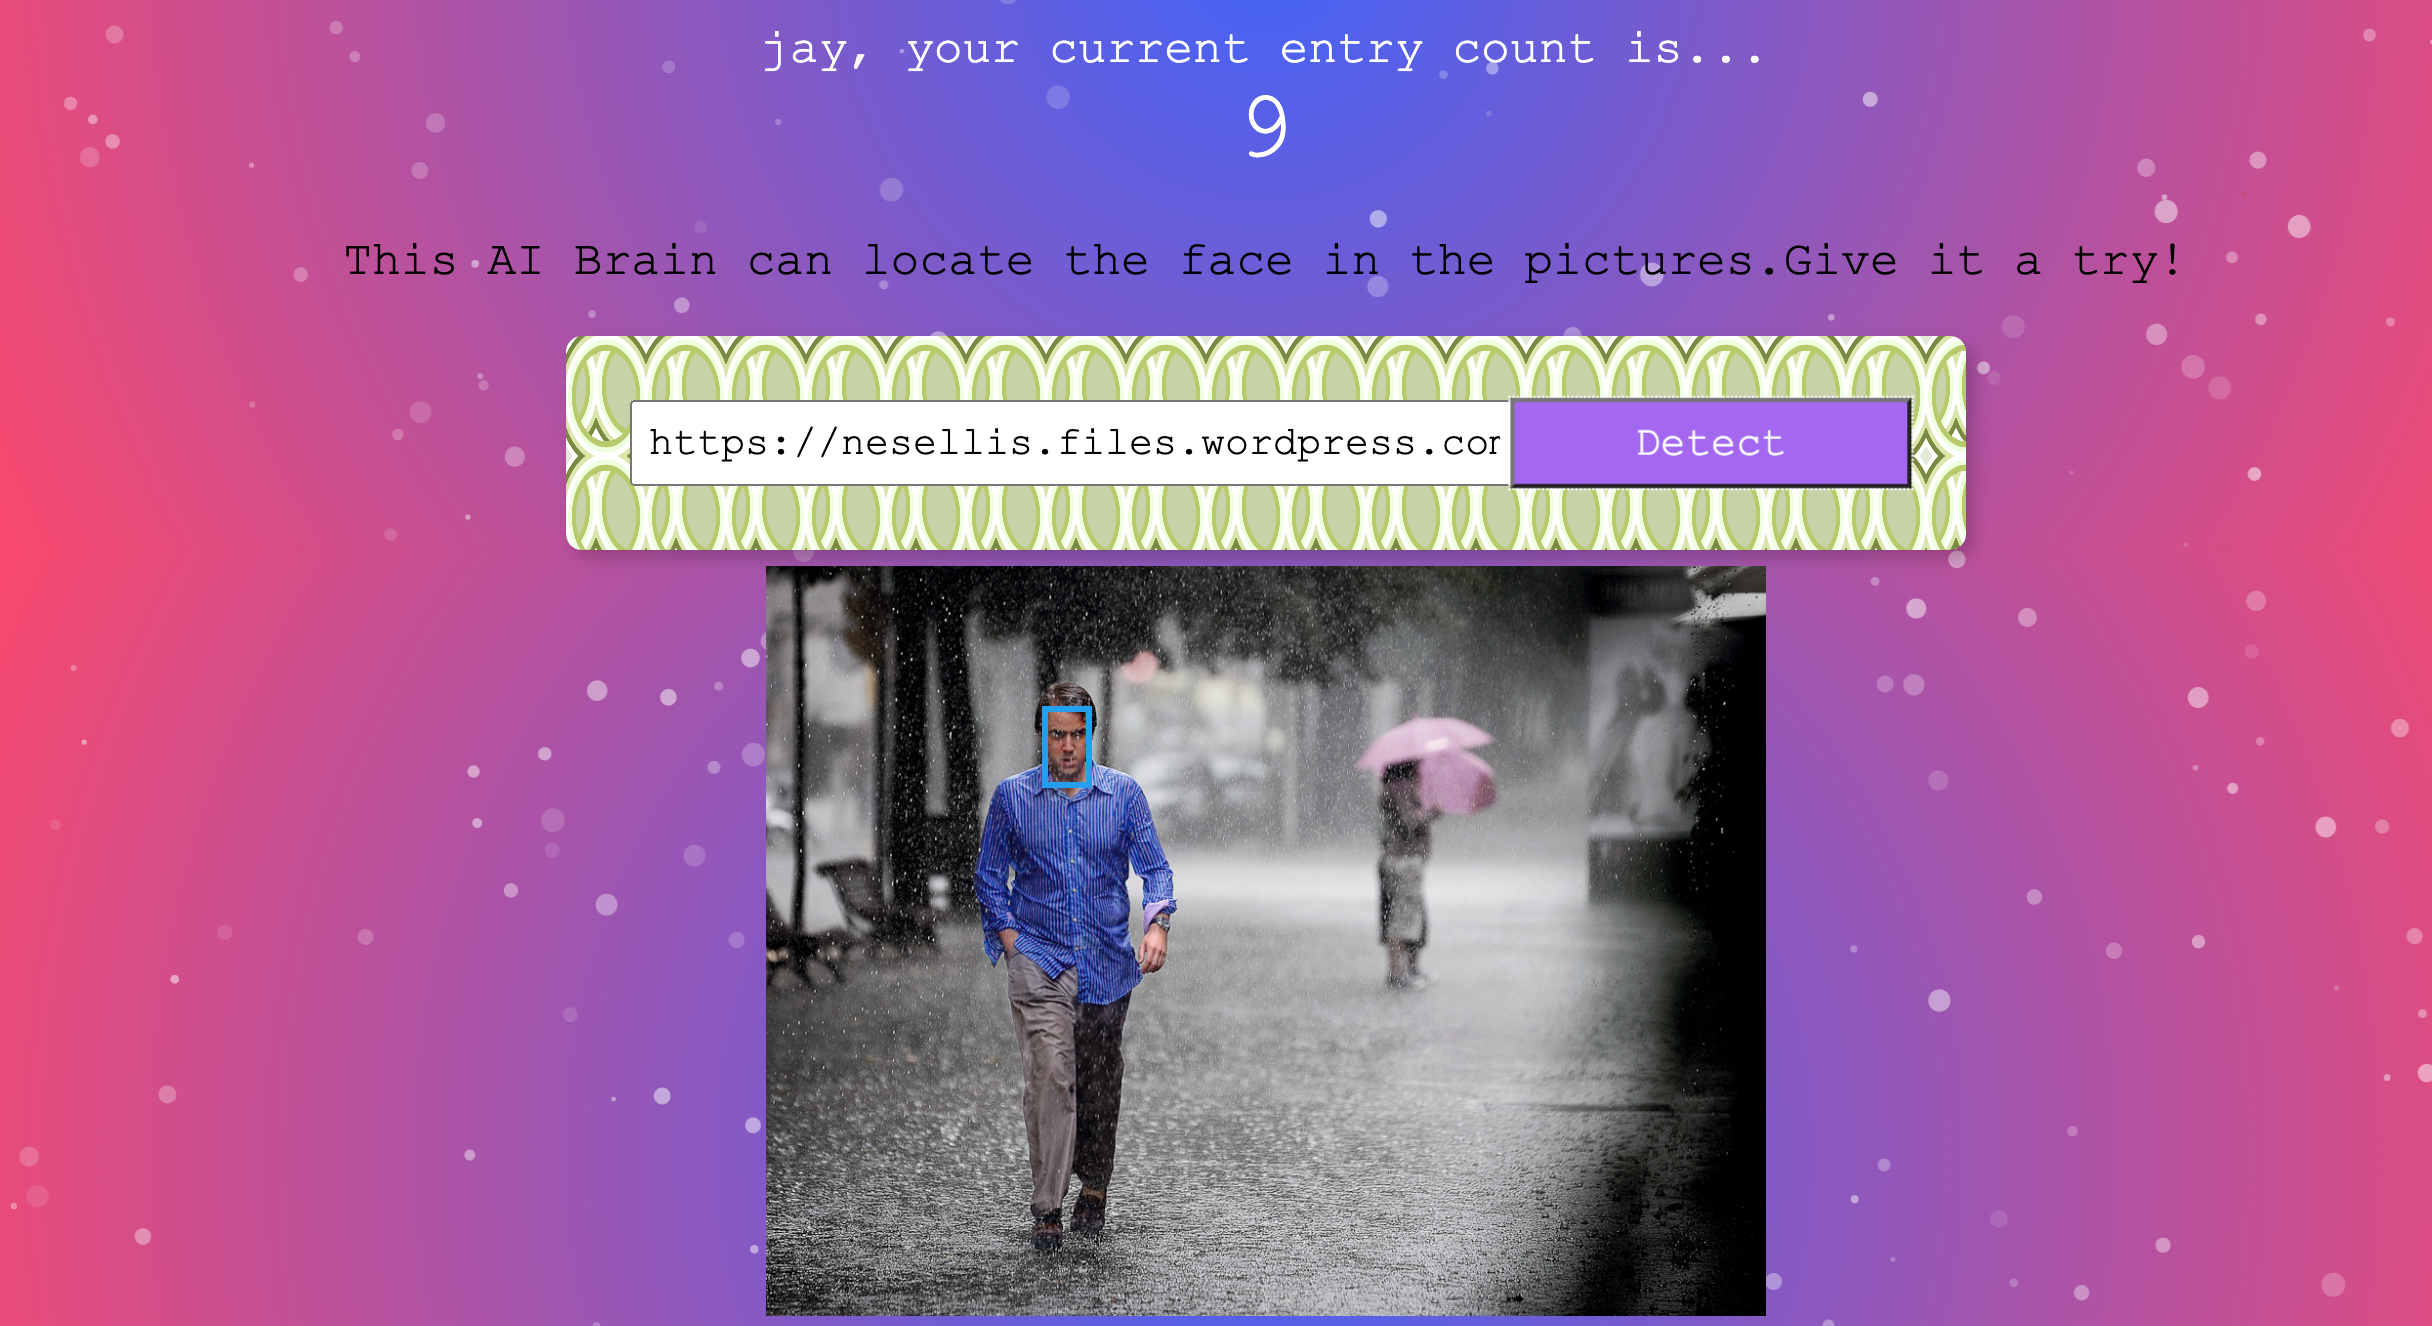 jay, your current entry count is...
9
This AI Brain can locate the face in the pictures.Give it a try!
https://nesellis.files.wordpress.com
Detect